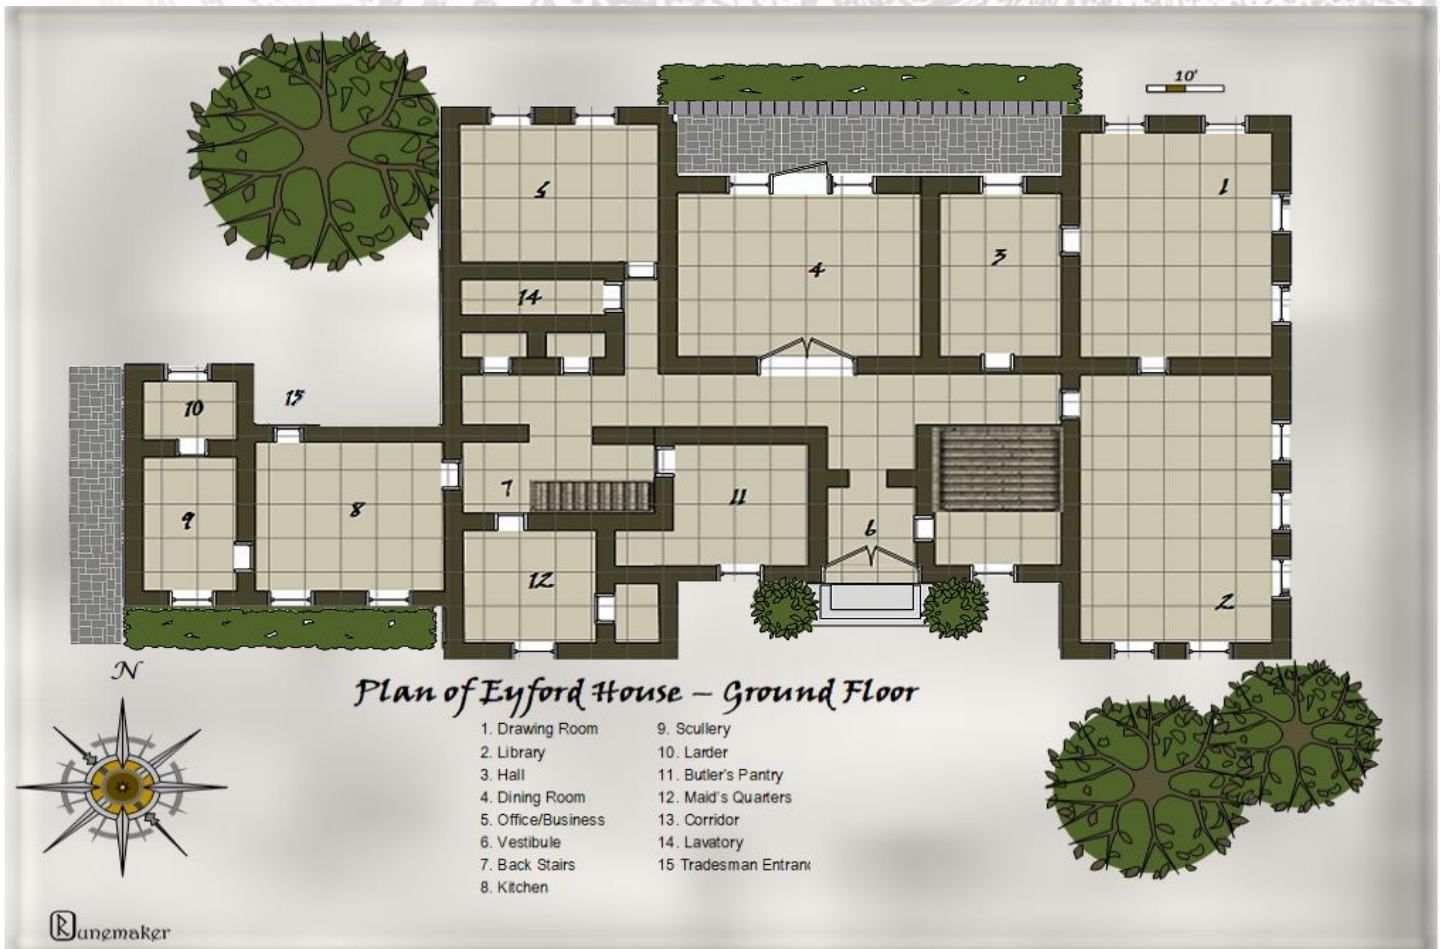 10'
1
5
4
3
14
15
10
11
7
8
9
6
12
2
N
Plan of Eyford House – Ground Floor
1. Drawing Room
2. Library
3. Hall
4. Dining Room
5. Office/Business
6. Vestibule
7. Back Stairs
8. Kitchen
9. Scullery
10. Larder
11. Butler's Pantry
12. Maid's Quarters
13. Corridor
14. Lavatory
15 Tradesman Entranc
Runemaker